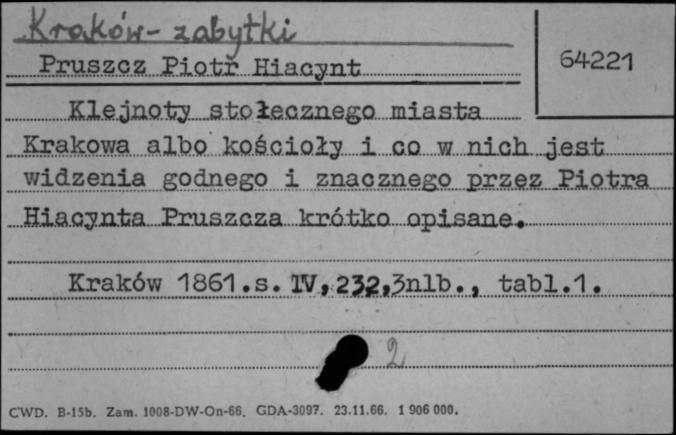 Kraków - zabytki
Pruszcz Piotr Hiacynt
64221
Klejnoty stołecznego miasta
Krakowa albo kościoły i co w nich jest
widzenia godnego i znacznego przez Piotra
Hiacynta Pruszcza krótko opisane.
Kraków 1861.s. IV,232,3nlb., tabl.1.
2
CWD. B-15b. Zam. 1008-DW-On-66. GDA-3097. 23.11.66. 1 906 000.